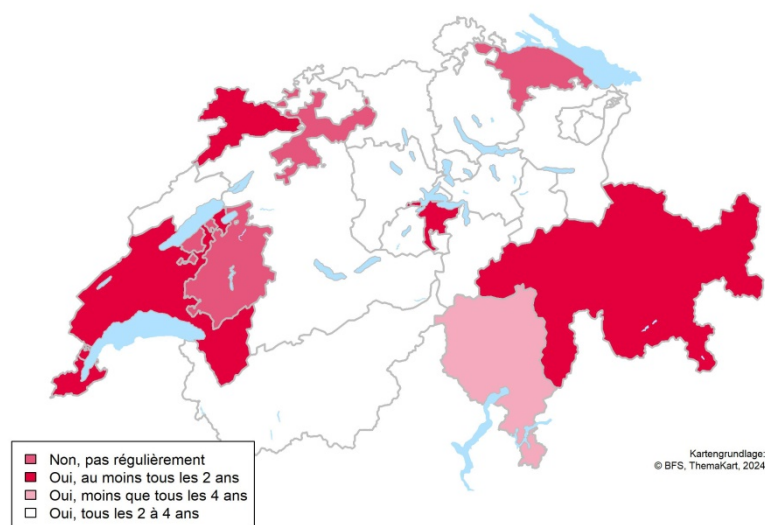 Non, pas régulièrement
Oui, au moins tous les 2 ans
Oui, moins que tous les 4 ans
Oui, tous les 2 à 4 ans
Kartengrundlage:
© BFS, ThemaKart, 2024